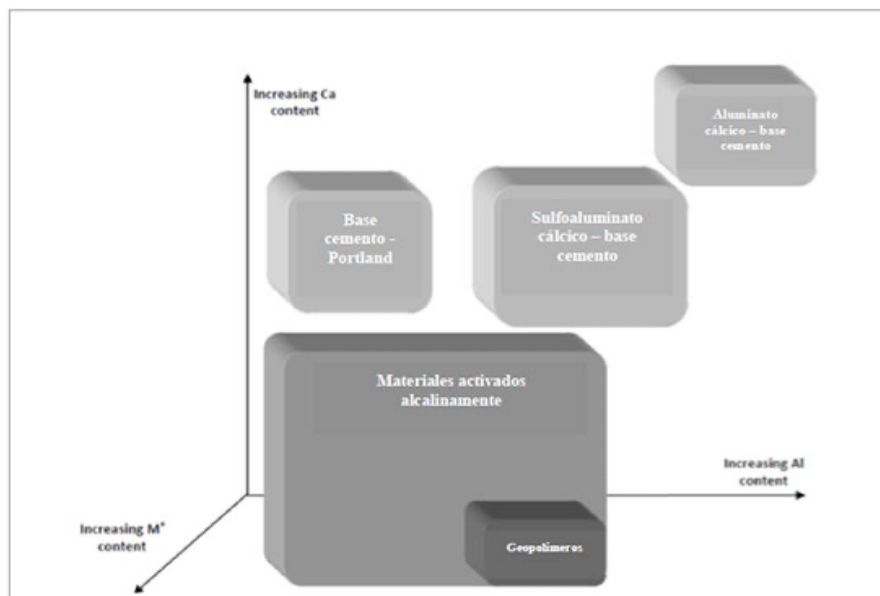 Increasing Ca
content
Aluminato
cálcico – base
cemento
Base
cemento -
Portland
Sulfoaluminato
cálcico – base
cemento
Materiales activados
alcalinamente
Increasing Al
content
Increasing M⁺
content
Geopolímeros